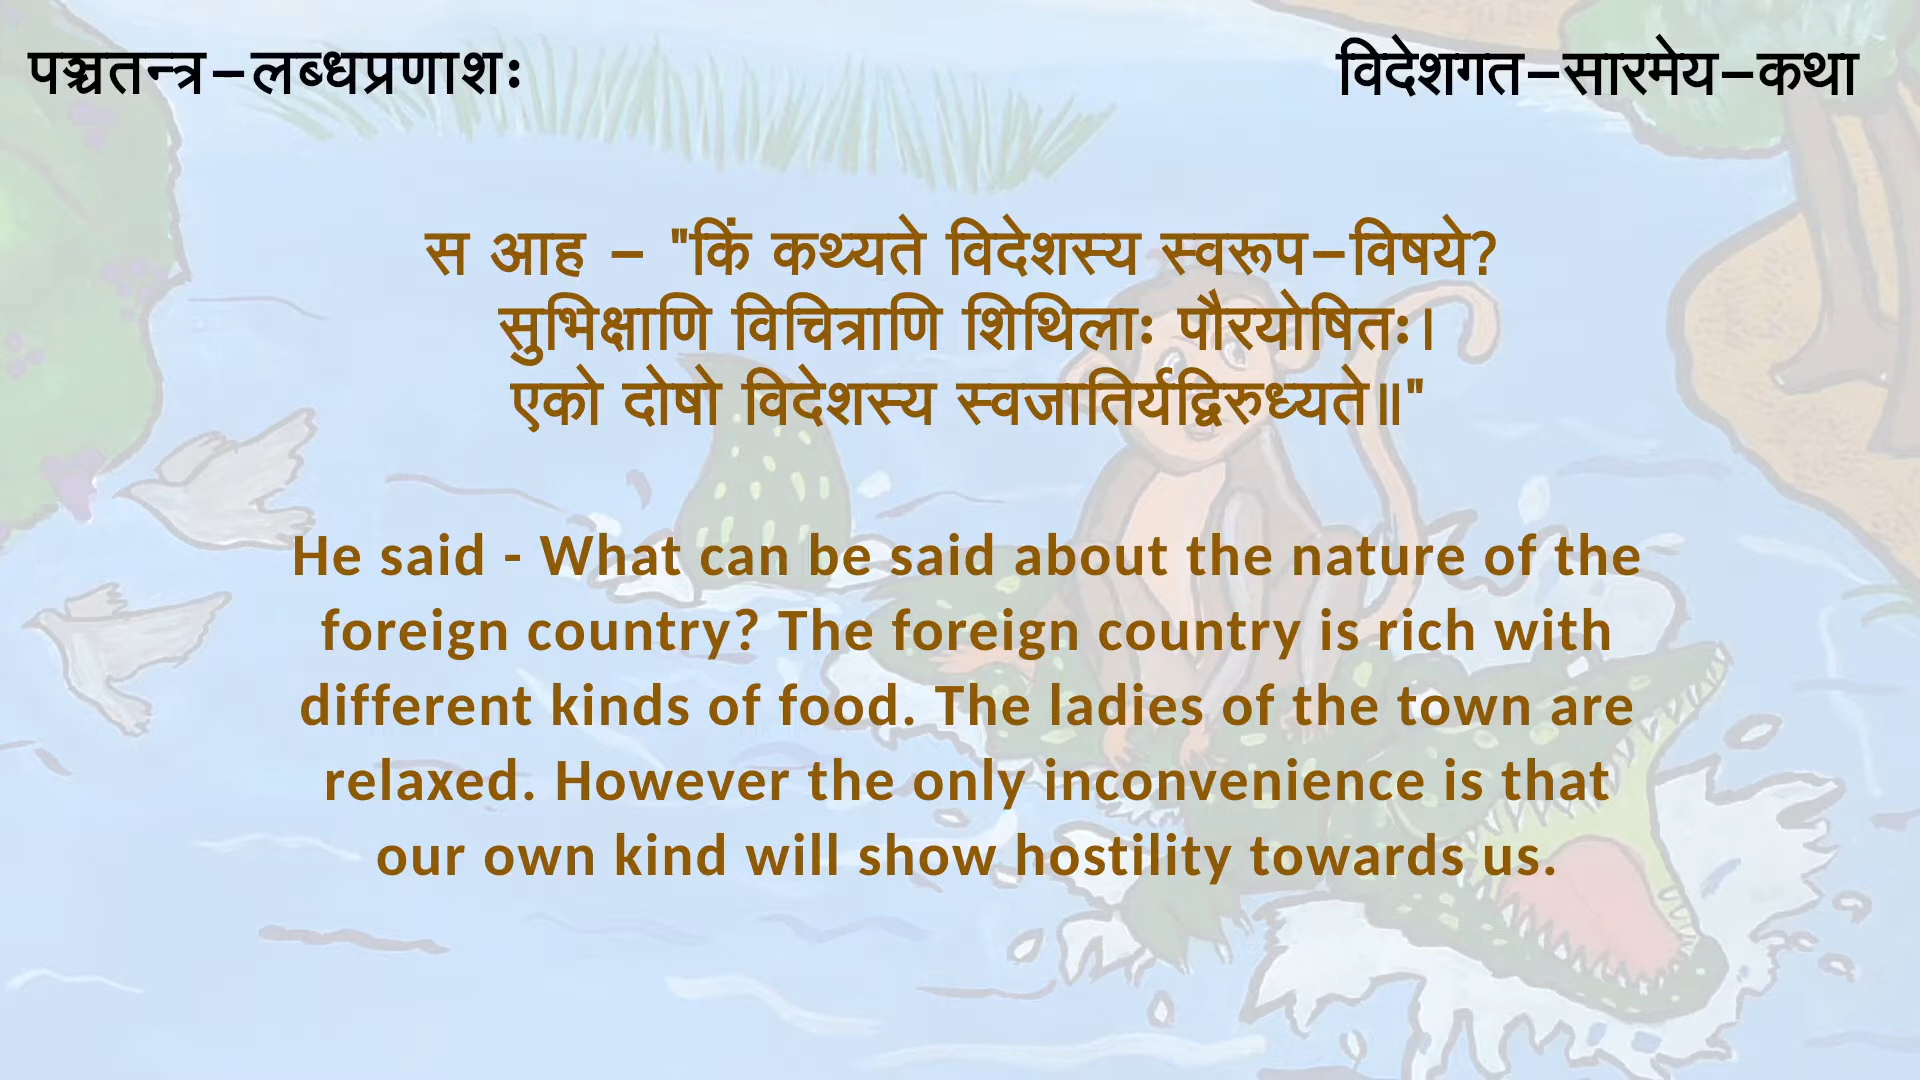 पञ्चतन्त्र-लब्धप्रणाशः
विदेशगत-सारमेय-कथा
स आह - "किं कथ्यते विदेशस्य स्वरूप-विषये?
सुभिक्षाणि विचित्राणि शिथिलाः पौरयोषितः।
एको दोषो विदेशस्य स्वजातिर्यद्विरुध्यते॥"
He said - What can be said about the nature of the
foreign country? The foreign country is rich with
different kinds of food. The ladies of the town are
relaxed. However the only inconvenience is that
our own kind will show hostility towards us.